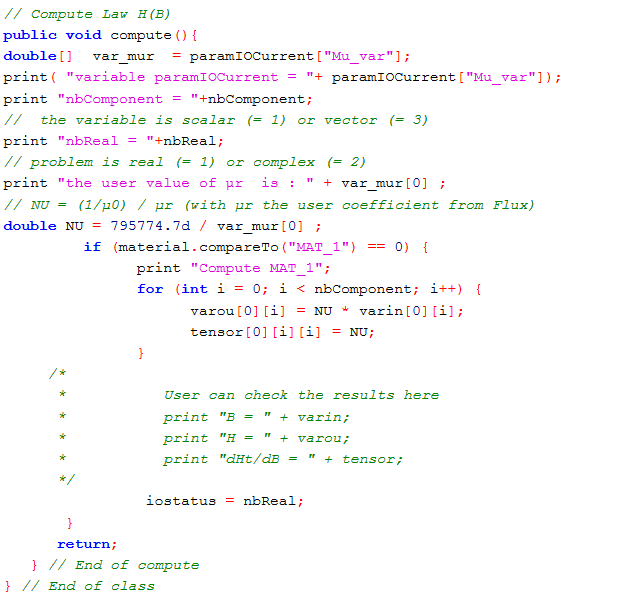 // Compute Law H(B)
public void compute(){
double[]  var_mur  = paramIOCurrent["Mu_var"];
print( "variable paramIOCurrent = "+ paramIOCurrent["Mu_var"]);
print "nbComponent = "+nbComponent;
//  the variable is scalar (= 1) or vector (= 3)
print "nbReal = "+nbReal;
// problem is real (= 1) or complex (= 2)
print "the user value of µr  is : " + var_mur[0] ;
// NU = (1/µ0) / µr (with µr the user coefficient from Flux)
double NU = 795774.7d / var_mur[0] ;
if (material.compareTo("MAT_1") == 0) {
print "Compute MAT_1";
for (int i = 0; i < nbComponent; i++) {
varou[0][i] = NU * varin[0][i];
tensor[0][i][i] = NU;
}
/*
*            User can check the results here
*            print "B = " + varin;
*            print "H = " + varou;
*            print "dHt/dB = " + tensor;
*/
iostatus = nbReal;
}
return;
} // End of compute
} // End of class